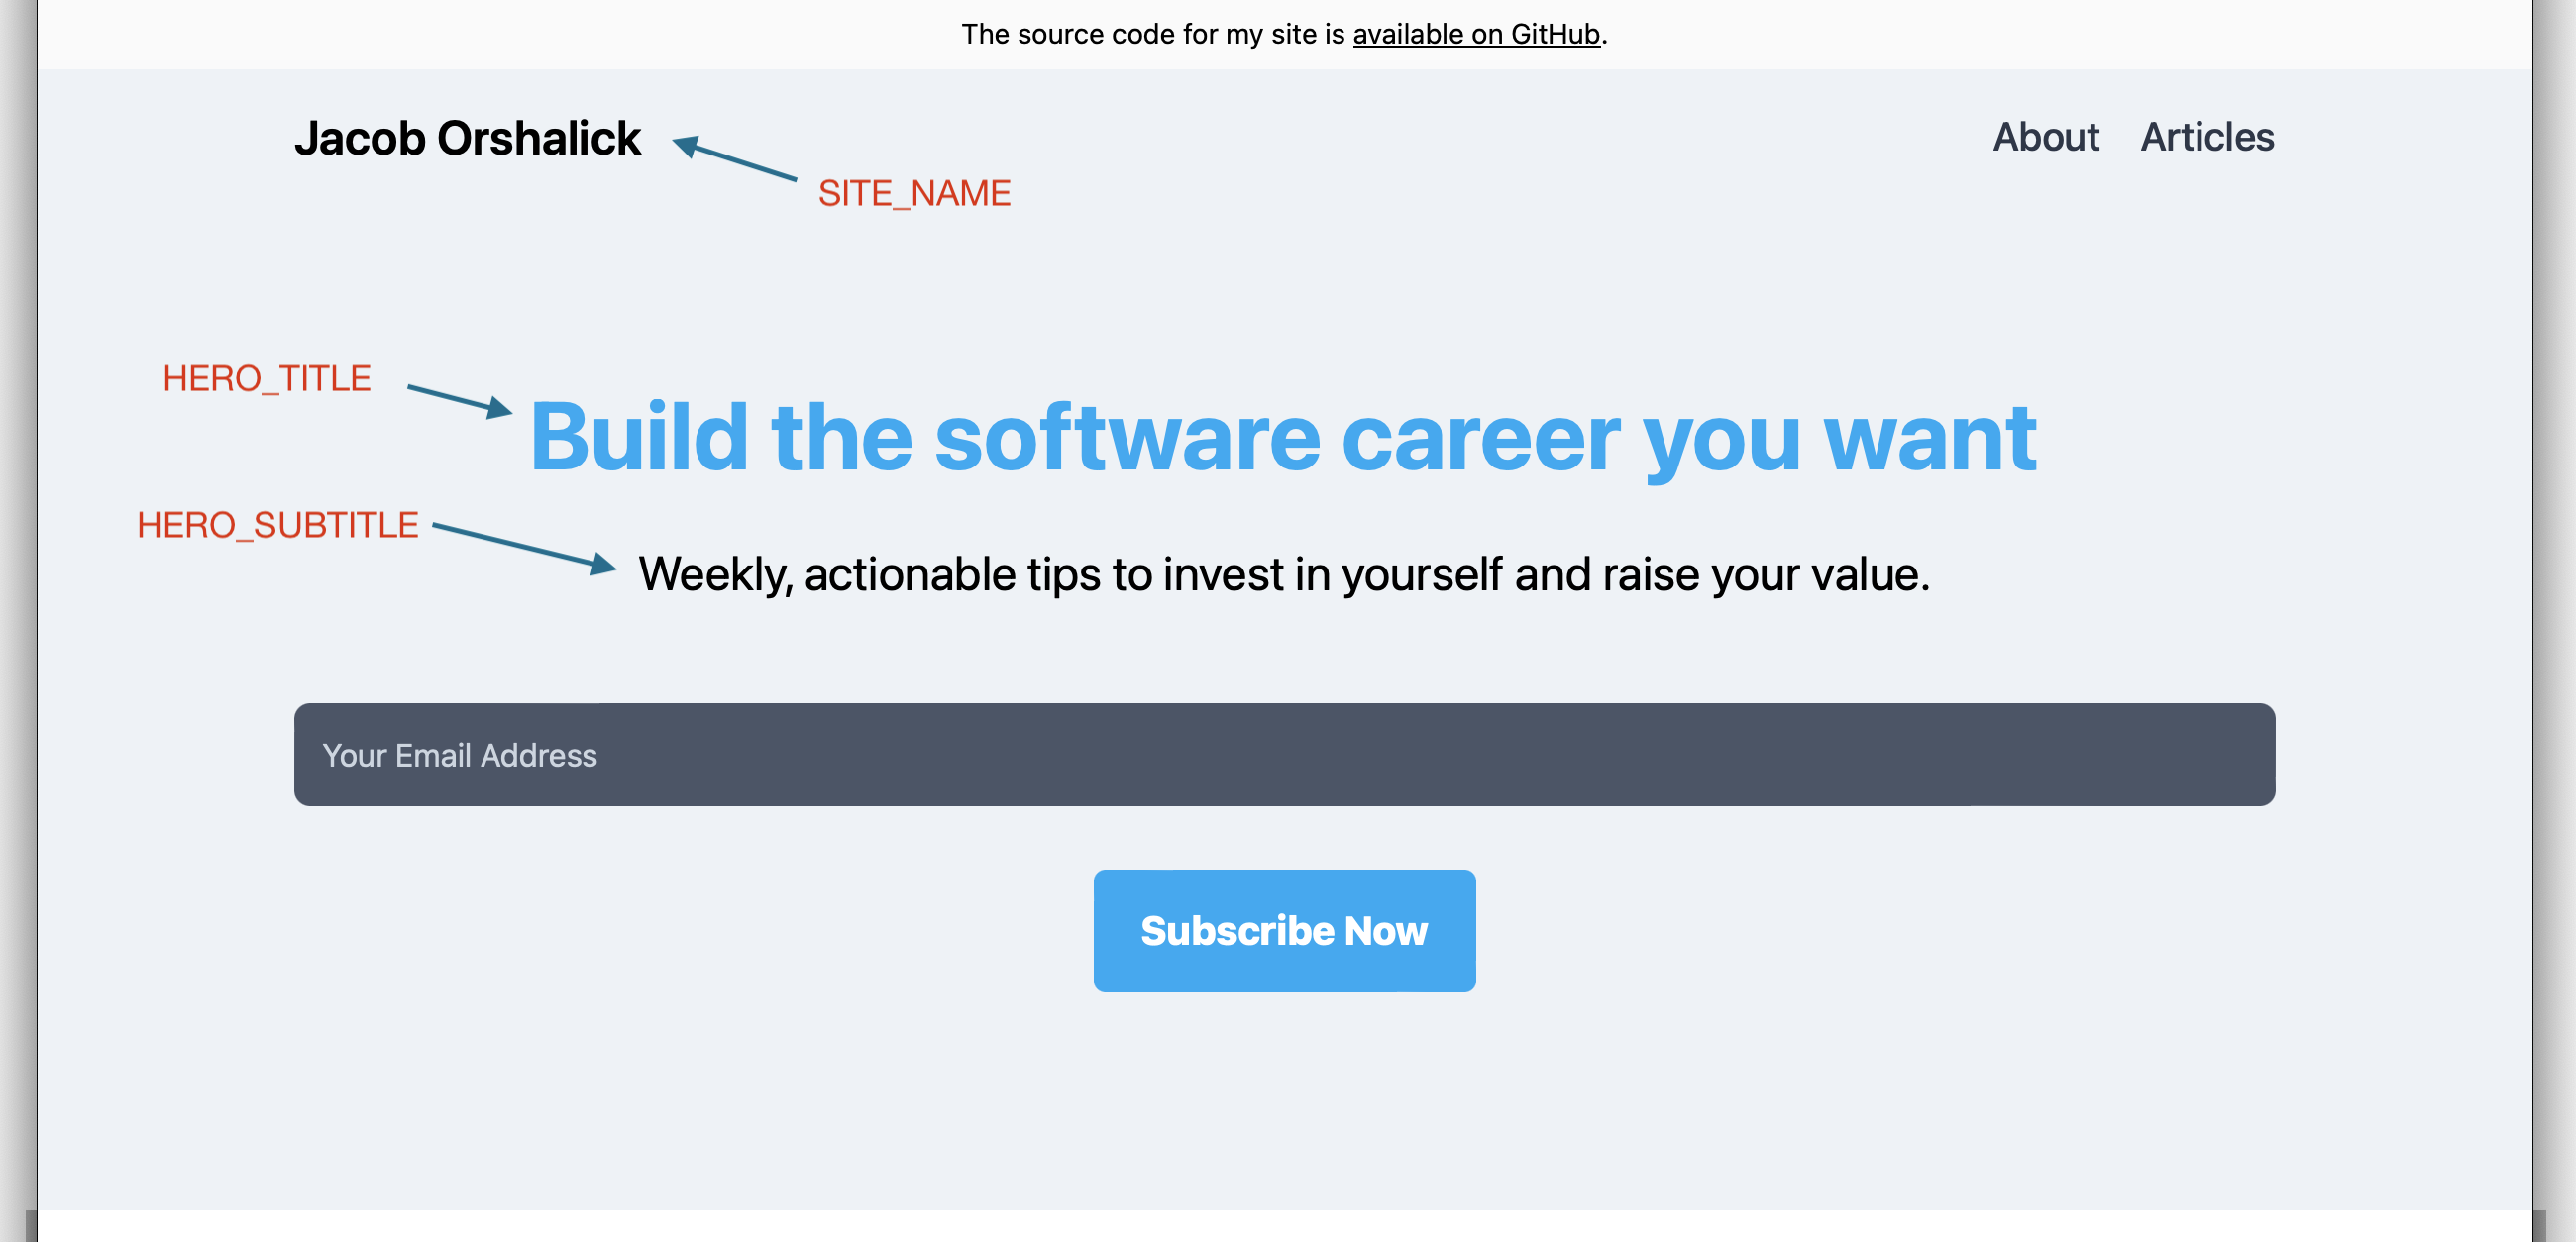 The source code for my site is available on GitHub.
Jacob Orshalick
About Articles
SITE_NAME
HERO_TITLE
Build the software career you want
HERO_SUBTITLE
Weekly, actionable tips to invest in yourself and raise your value.
Your Email Address
Subscribe Now